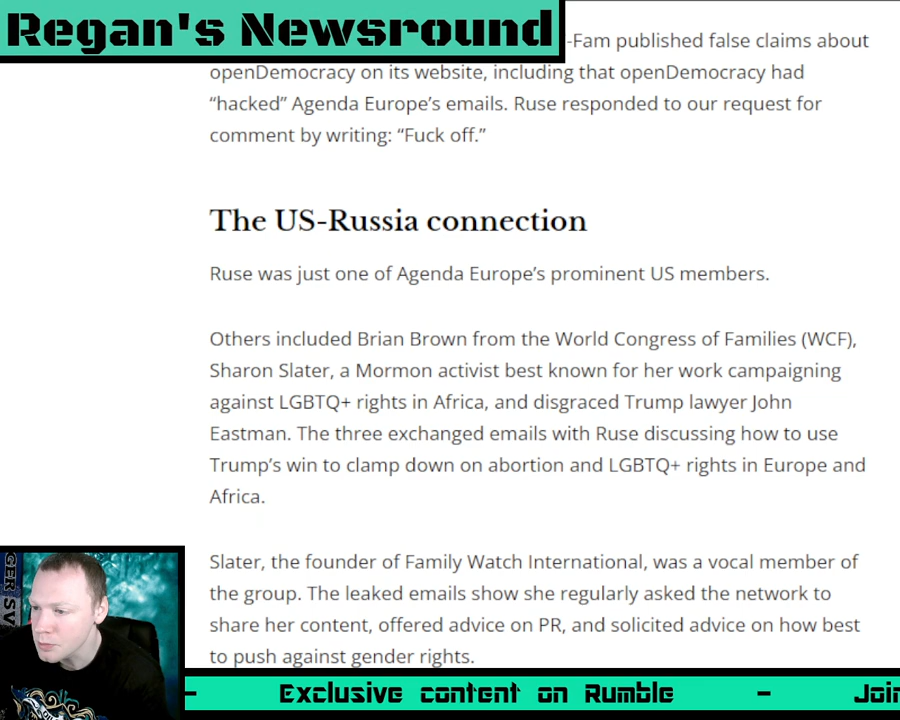 Regan's Newsround
-Fam published false claims about
openDemocracy on its website, including that openDemocracy had
“hacked” Agenda Europe’s emails. Ruse responded to our request for
comment by writing: “Fuck off.”
The US-Russia connection
Ruse was just one of Agenda Europe’s prominent US members.
Others included Brian Brown from the World Congress of Families (WCF),
Sharon Slater, a Mormon activist best known for her work campaigning
against LGBTQ+ rights in Africa, and disgraced Trump lawyer John
Eastman. The three exchanged emails with Ruse discussing how to use
Trump’s win to clamp down on abortion and LGBTQ+ rights in Europe and
Africa.
Slater, the founder of Family Watch International, was a vocal member of
the group. The leaked emails show she regularly asked the network to
share her content, offered advice on PR, and solicited advice on how best
to push against gender rights.
- Exclusive content on Rumble - Join